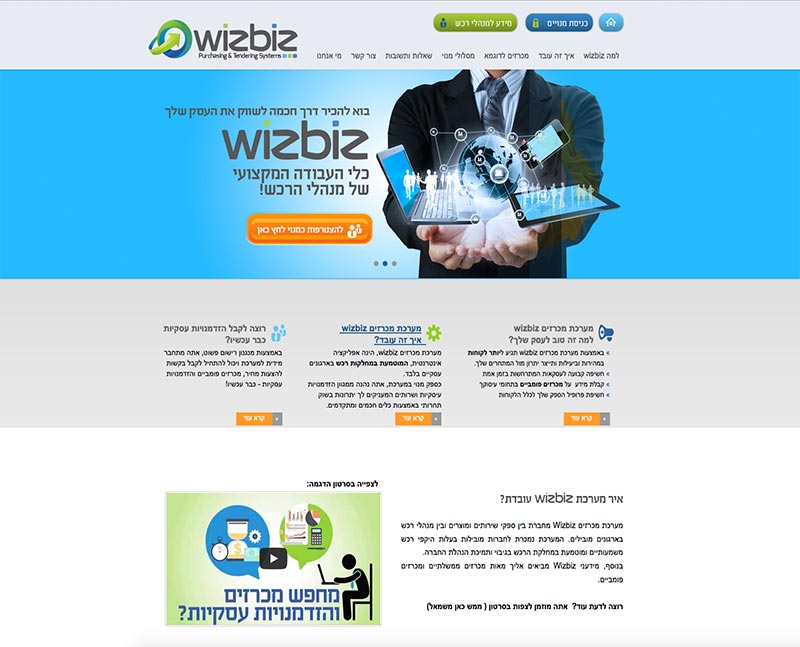 wizbiz
Purchasing & Tendering Systems
כניסת מנויים
מידע למנהלי רכש
למה wizbiz
איך זה עובד
מכרזים לדוגמא
מסלולי מנוי
שאלות ותשובות
צור קשר
מי אנחנו
בוא להכיר דרך חכמה לשווק את העסק שלך
wizbiz
כלי העבודה המקצועי
של מנהלי הרכש!
להצטרפות כמנוי לחץ כאן
מערכת מכרזים wizbiz
למה זה טוב לעסק שלך?
» באמצעות מערכת מכרזים wizbiz תגיע ליותר לקוחות
במהירות וביעילות ותייצר יתרון מול המתחרים שלך.
» חשיפה קבועה לעסקאות המתרחשות בזמן אמת
» קבלת מידע על מכרזים פומביים בתחומי עיסוקך
» חשיפת פרופיל הספק שלך לכלל הלקוחות
קרא עוד »
מערכת מכרזים wizbiz
איך זה עובד?
מערכת מכרזים wizbiz, הינה אפליקציה
אינטרנטית, המוטמעת במחלקות רכש בארגונים
עסקיים בלבד.
כספק מנוי במערכת, אתה נהנה ממגוון הזדמנויות
עיסקיות ושרותים המעניקים לך יתרונות בשוק
תחרותי באמצעות כלים חכמים ומתקדמים.
קרא עוד »
רוצה לקבל הזדמנויות עסקיות
כבר עכשיו?
באמצעות מנגנון רישום פשוט, אתה מתחבר
מידית למערכת ויכול להתחיל לקבל בקשות
להצעות מחיר, מכרזים פומביים והזדמנויות
עסקיות - כבר עכשיו!
קרא עוד »
איך מערכת wizbiz עובדת?
מערכת מכרזים Wizbiz מחברת בין ספקי שירותים ומוצרים ובין מנהלי רכש
בארגונים מובילים. המערכת נמכרת לחברות מובילות בעלות היקפי רכש
משמעותיים ומוטמעת במחלקת הרכש בגיבוי ותמיכת הנהלת החברה.
בנוסף, מידעני Wizbiz מביאים אליך מאות מכרזים ממשלתיים ומכרזים
פומביים.
רוצה לדעת עוד? אתה מוזמן לצפות בסרטון ( ממש כאן משמאל)
לצפייה בסרטון הדגמה:
מחפש מכרזים
והזדמנויות עסקיות?